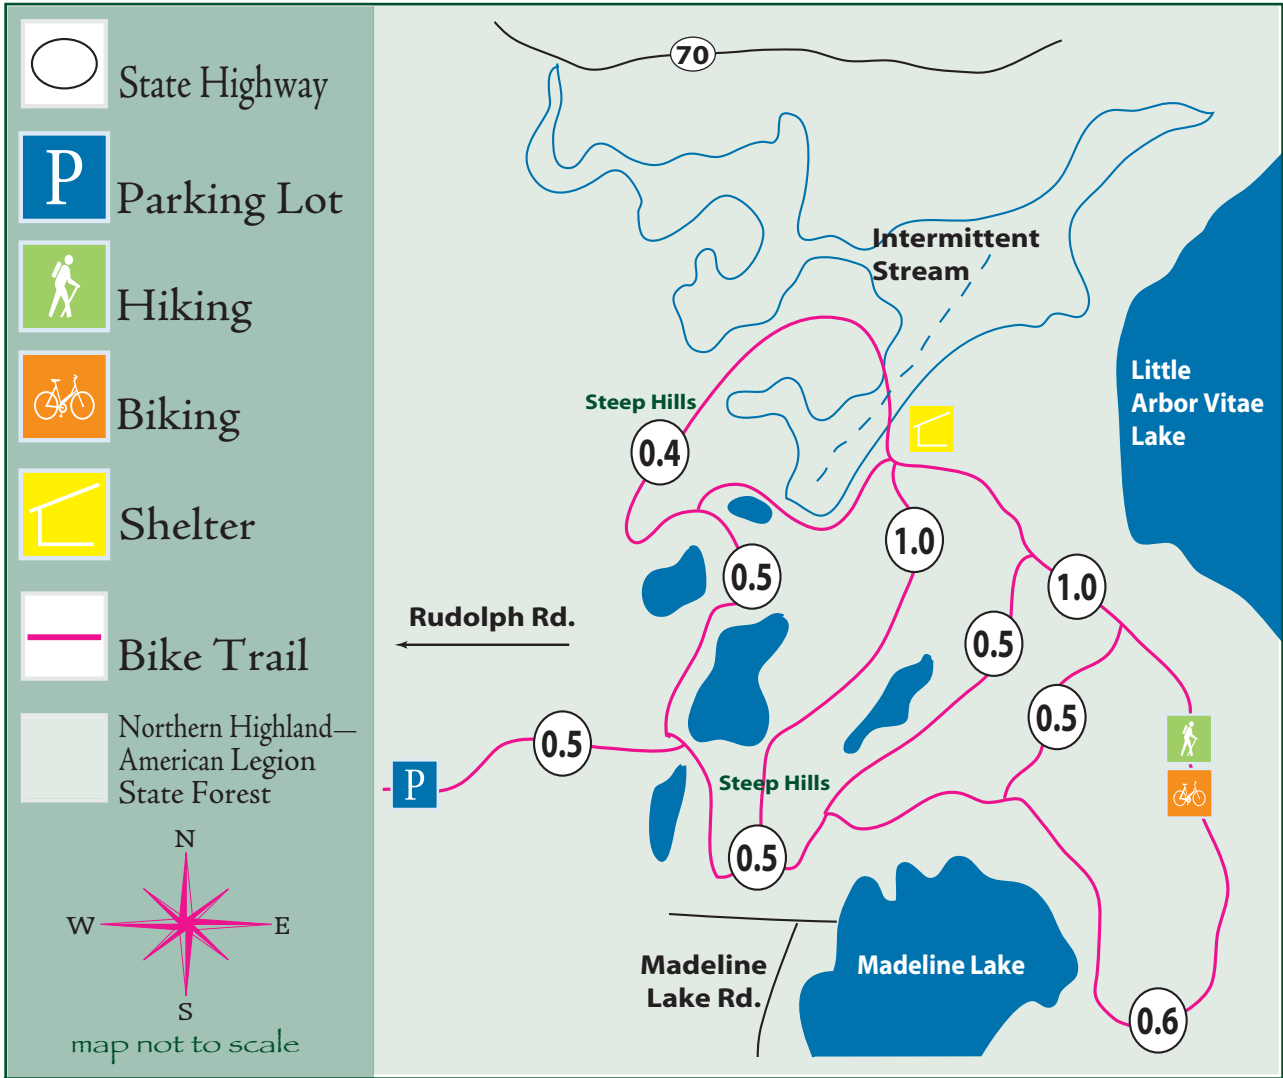 State Highway
P
Parking Lot
Hiking
Biking
Shelter
Bike Trail
Northern Highland—
American Legion
State Forest
N
W
E
S
map not to scale
70
Intermittent
Stream
Little
Arbor Vitae
Lake
Steep Hills
0.4
1.0
0.5
1.0
Rudolph Rd.
0.5
0.5
0.5
P
Steep Hills
0.5
Madeline
Lake Rd.
Madeline Lake
0.6